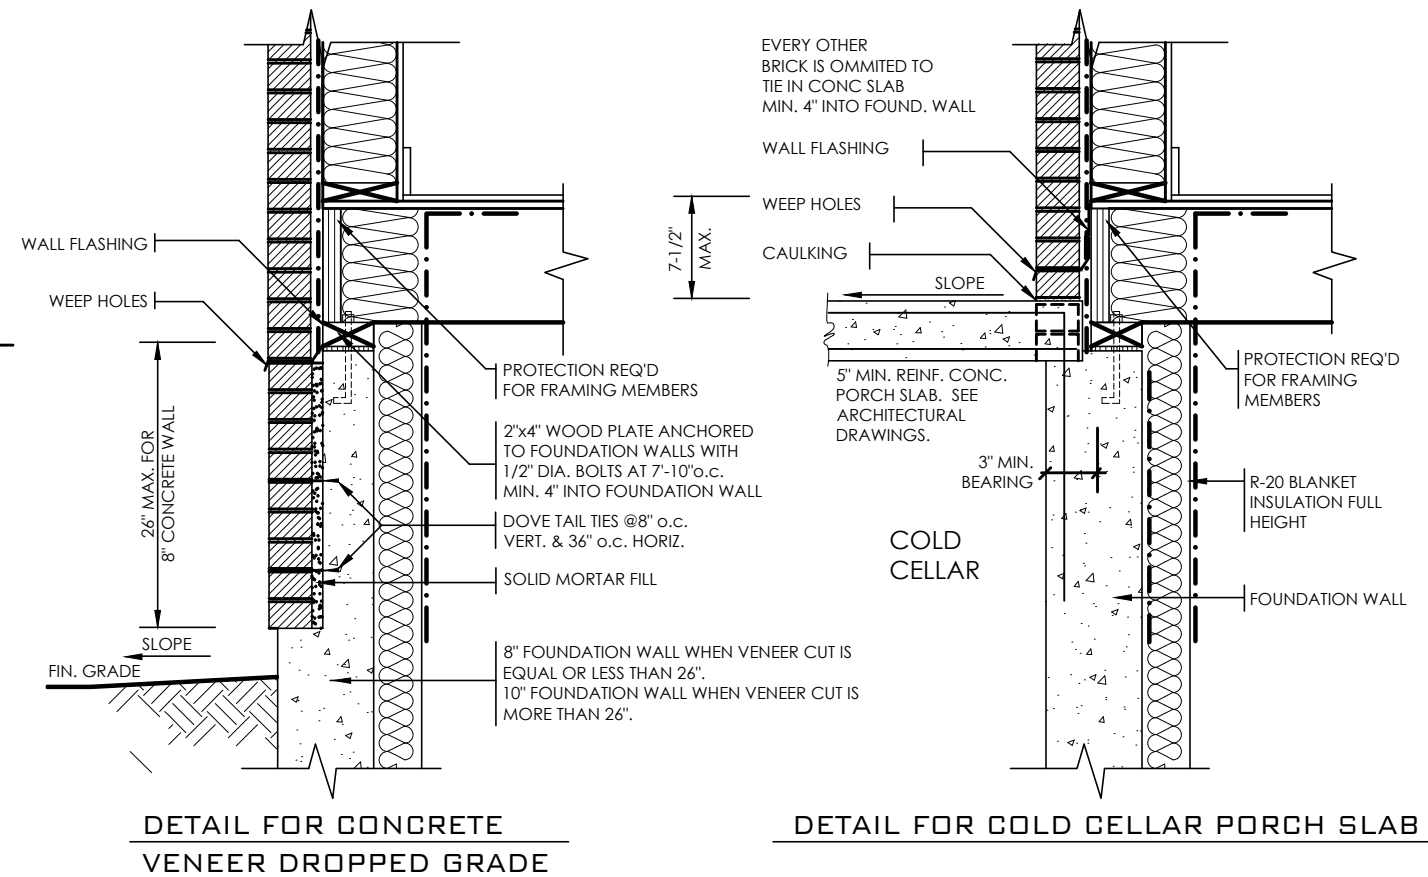 WALL FLASHING
WEEP HOLES
26" MAX. FOR
8" CONCRETE WALL
SLOPE
FIN. GRADE
PROTECTION REQ'D
FOR FRAMING MEMBERS
2"x4" WOOD PLATE ANCHORED
TO FOUNDATION WALLS WITH
1/2" DIA. BOLTS AT 7'-10"o.c.
MIN. 4" INTO FOUNDATION WALL
DOVE TAIL TIES @8" o.c.
VERT. & 36" o.c. HORIZ.
SOLID MORTAR FILL
8" FOUNDATION WALL WHEN VENEER CUT IS
EQUAL OR LESS THAN 26".
10" FOUNDATION WALL WHEN VENEER CUT IS
MORE THAN 26".
DETAIL FOR CONCRETE
VENEER DROPPED GRADE
EVERY OTHER
BRICK IS OMMITED TO
TIE IN CONC SLAB
MIN. 4" INTO FOUND. WALL
WALL FLASHING
WEEP HOLES
CAULKING
7-1/2"
MAX.
SLOPE
5" MIN. REINF. CONC.
PORCH SLAB. SEE
ARCHITECTURAL
DRAWINGS.
3" MIN.
BEARING
COLD
CELLAR
PROTECTION REQ'D
FOR FRAMING
MEMBERS
R-20 BLANKET
INSULATION FULL
HEIGHT
FOUNDATION WALL
DETAIL FOR COLD CELLAR PORCH SLAB